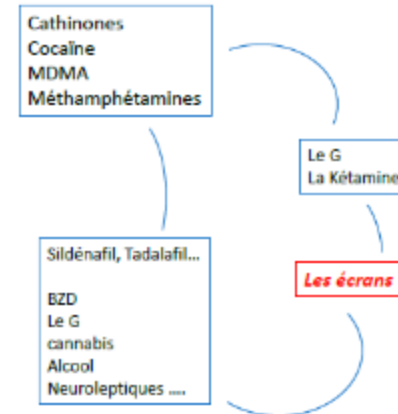 Cathinones
Cocaïne
MDMA
Méthamphétamines
Le G
La Kétamine
Les écrans
Sildénafil, Tadalafil...
BZD
Le G
cannabis
Alcool
Neuroleptiques ....